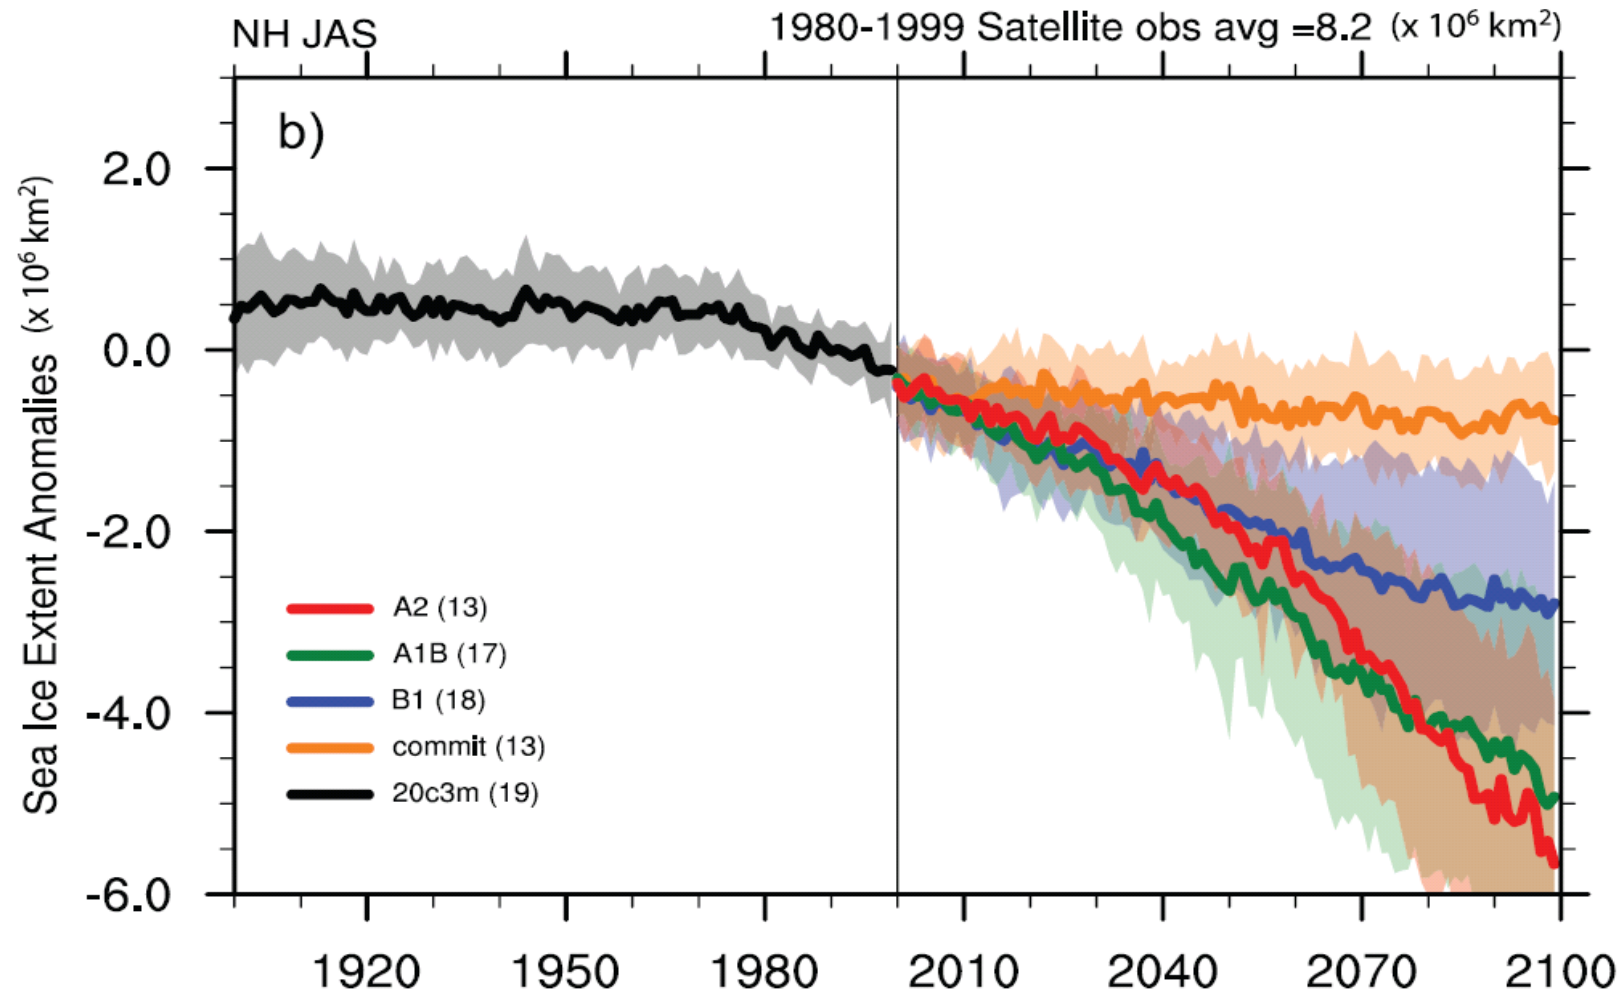 NH JAS
1980-1999 Satellite obs avg =8.2 (x 10⁶ km²)
b)
Sea Ice Extent Anomalies (x 10⁶ km²)
2.0
0.0
-2.0
-4.0
-6.0
A2 (13)
A1B (17)
B1 (18)
commit (13)
20c3m (19)
1920 1950 1980 2010 2040 2070 2100